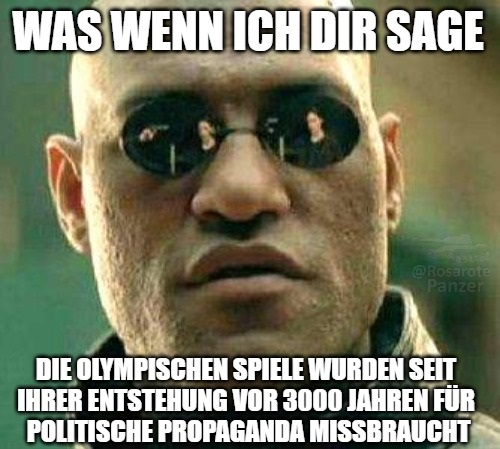 WAS WENN ICH DIR SAGE
@Rosarote
Panzer
DIE OLYMPISCHEN SPIELE WURDEN SEIT
IHRER ENTSTEHUNG VOR 3000 JAHREN FÜR
POLITISCHE PROPAGANDA MISSBRAUCHT